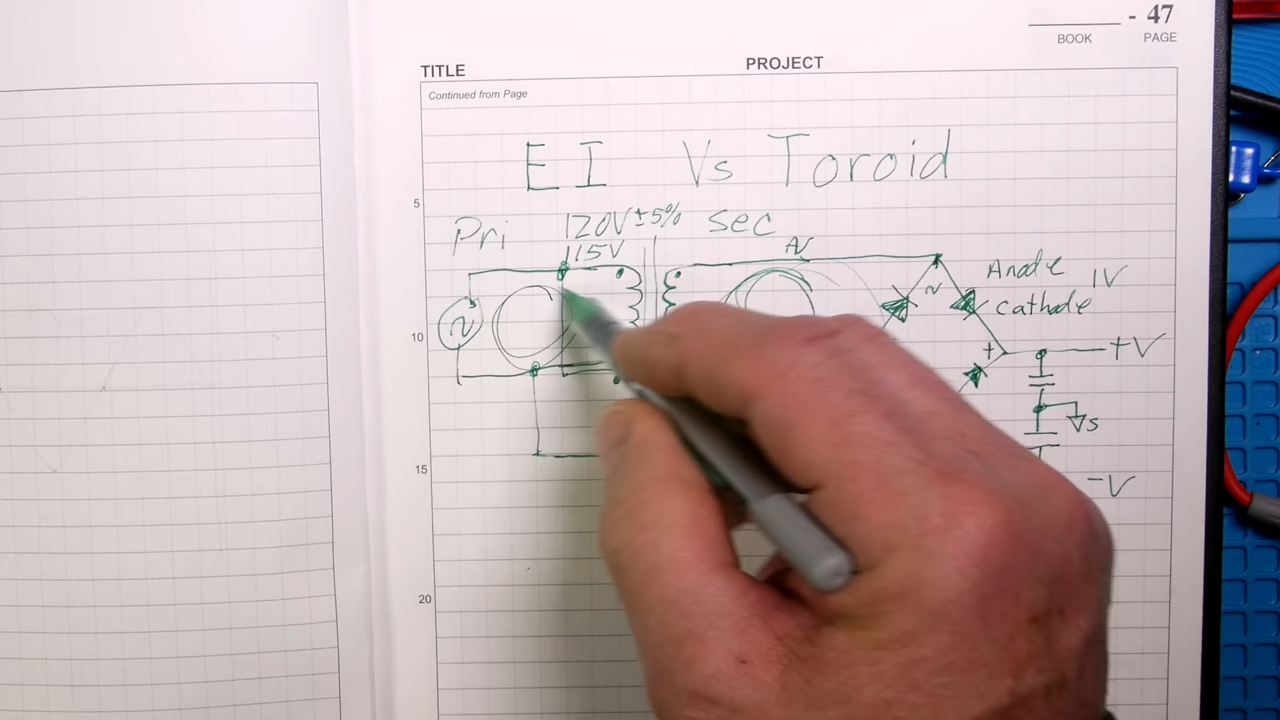 - 47
BOOK PAGE
TITLE PROJECT
Continued from Page
EI Vs Toroid
5
Pri 120V±5% sec
115V
Anode 1V
cathode
10
+ +V
S
15
-V
20